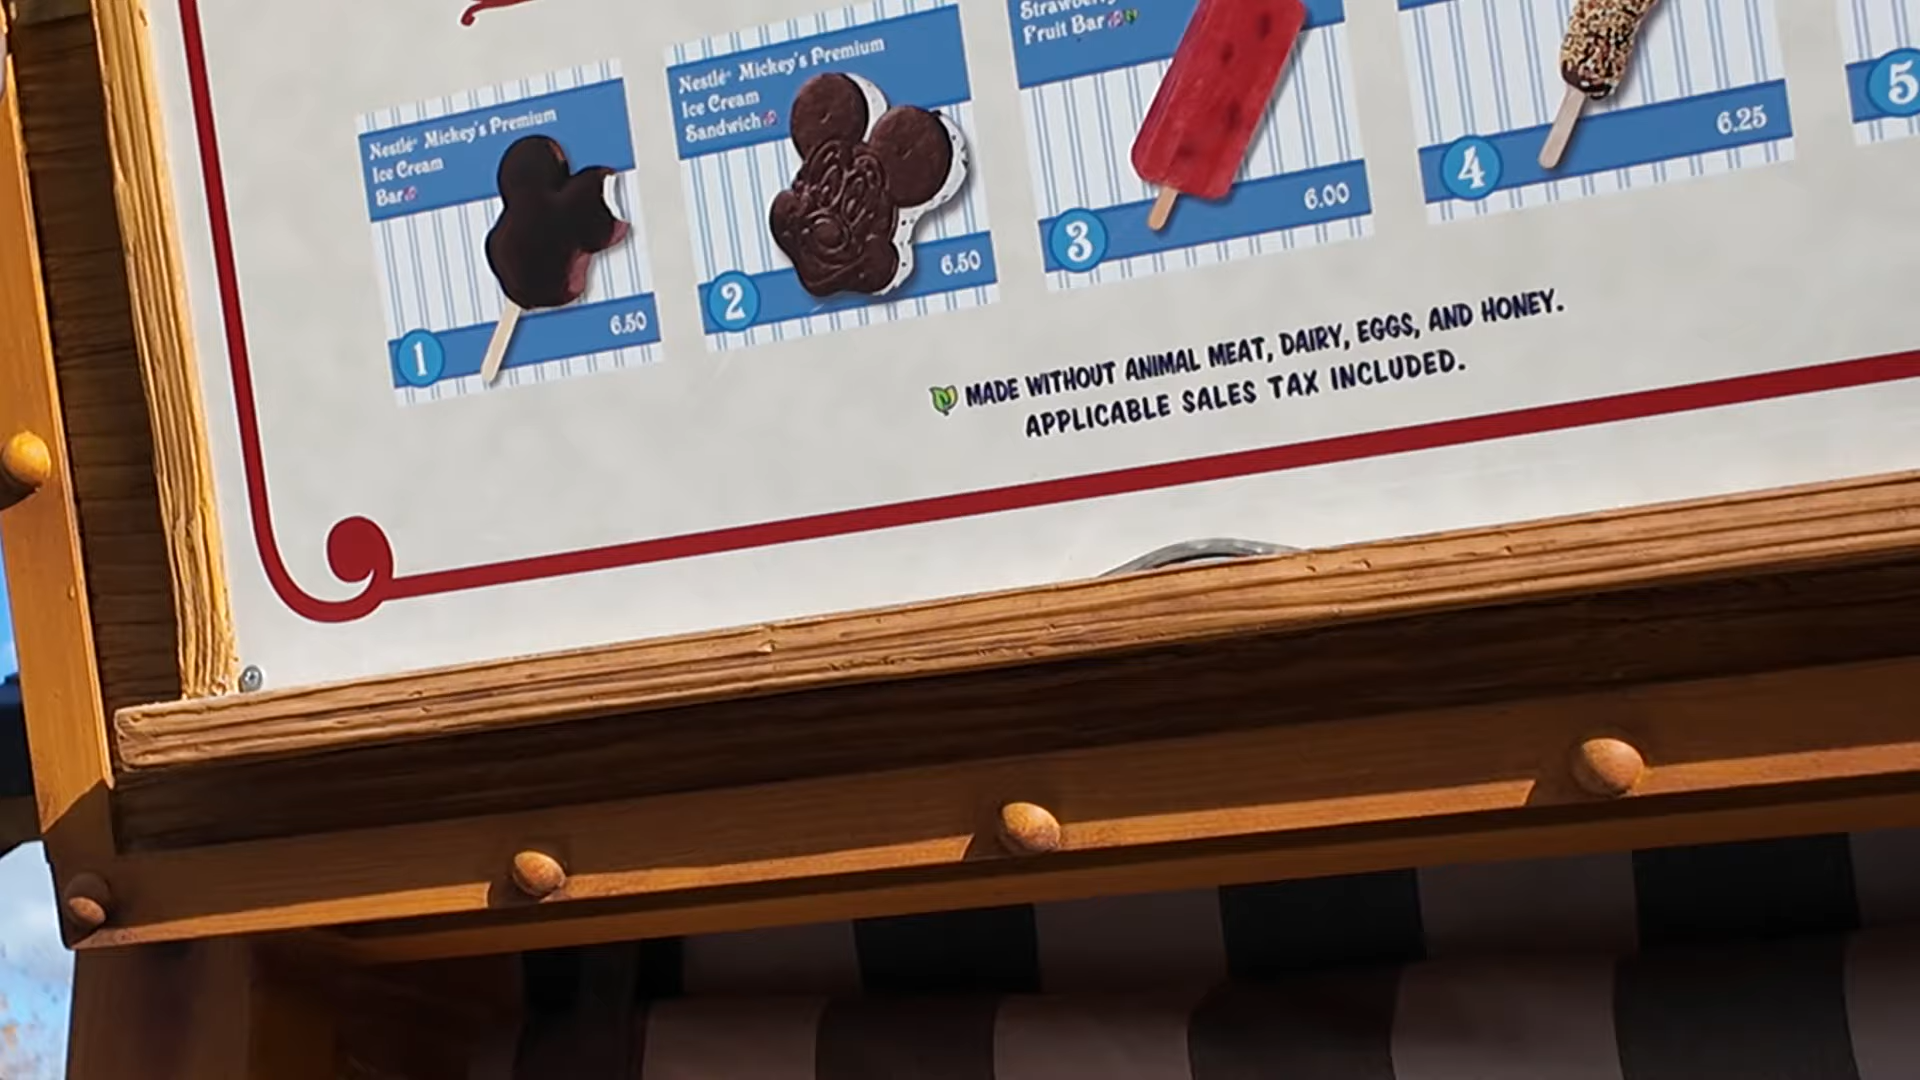 Nestlé® Mickey's Premium
Ice Cream
Bar
6.50
1
Nestlé® Mickey's Premium
Ice Cream
Sandwich
6.50
2
Strawberry
Fruit Bar
6.00
3
6.25
4
5
MADE WITHOUT ANIMAL MEAT, DAIRY, EGGS, AND HONEY.
APPLICABLE SALES TAX INCLUDED.